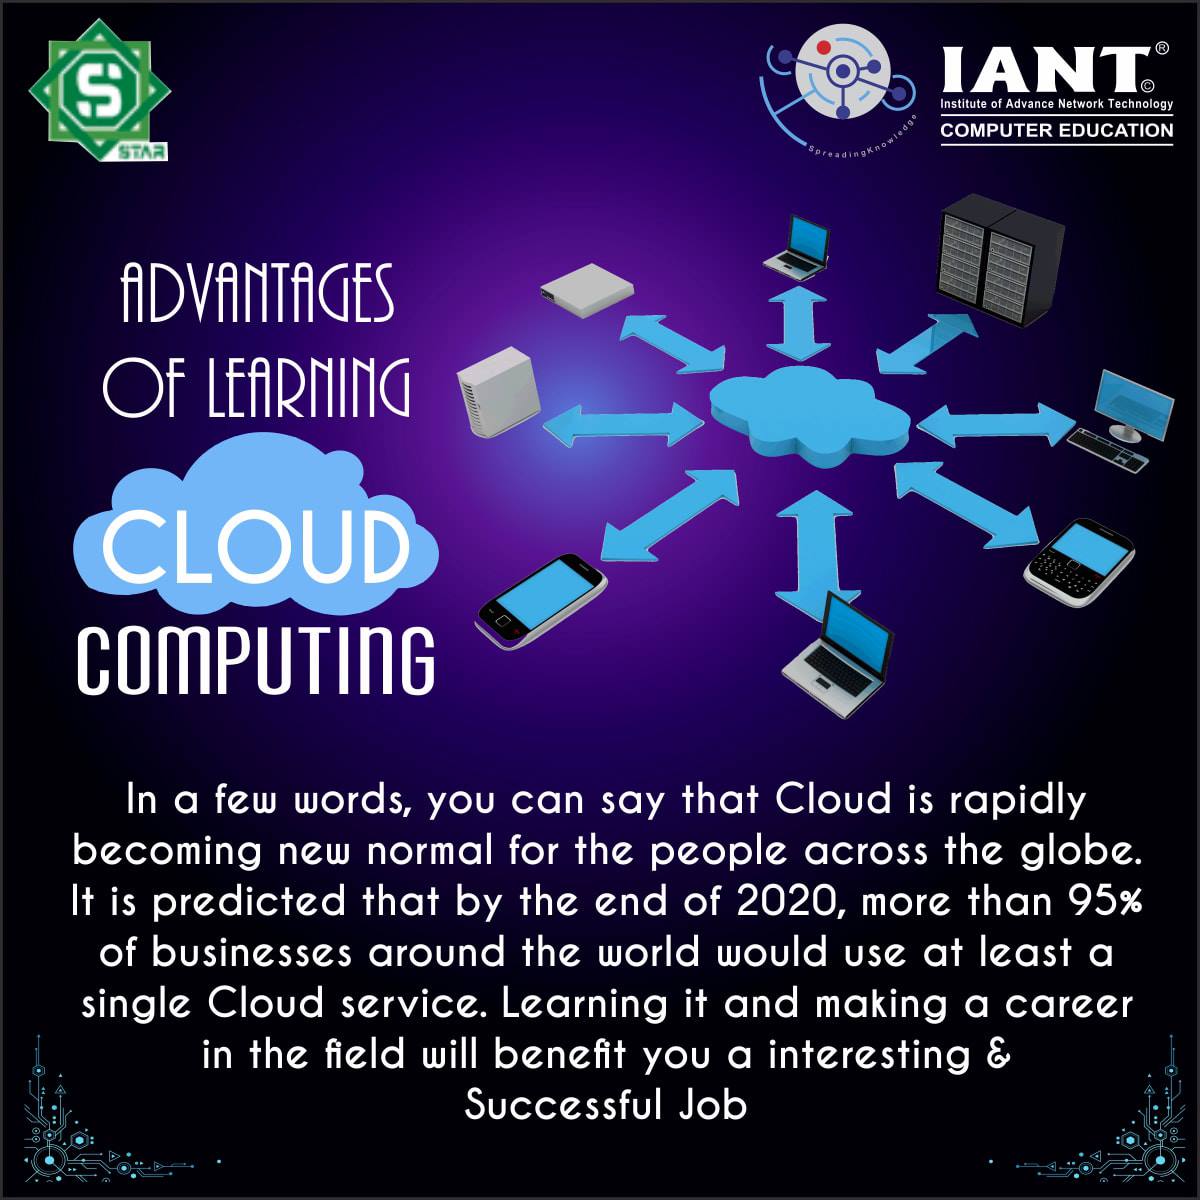 S
STAR
SpreadingKnowledge
IANT®
©
Institute of Advance Network Technology
COMPUTER EDUCATION
ADVANTAGES
OF LEARNING
CLOUD
COMPUTING
In a few words, you can say that Cloud is rapidly
becoming new normal for the people across the globe.
It is predicted that by the end of 2020, more than 95%
of businesses around the world would use at least a
single Cloud service. Learning it and making a career
in the field will benefit you a interesting &
Successful Job